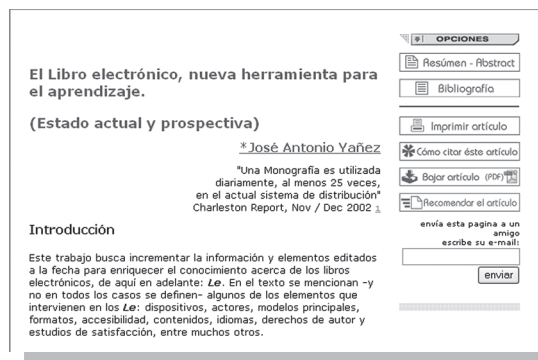 El Libro electrónico, nueva herramienta para
el aprendizaje.
(Estado actual y prospectiva)
*José Antonio Yañez
"Una Monografía es utilizada
diariamente, al menos 25 veces,
en el actual sistema de distribución"
Charleston Report, Nov / Dec 2002 1
Introducción
Este trabajo busca incrementar la información y elementos editados
a la fecha para enriquecer el conocimiento acerca de los libros
electrónicos, de aquí en adelante: Le. En el texto se mencionan -y
no en todos los casos se definen- algunos de los elementos que
intervienen en los Le: dispositivos, actores, modelos principales,
formatos, accesibilidad, contenidos, idiomas, derechos de autor y
estudios de satisfacción, entre muchos otros.
OPCIONES
Resúmen - Abstract
Bibliografía
Imprimir artículo
Cómo citar éste artículo
Bajar artículo (PDF)
Recomendar el artículo
envía esta pagina a un
amigo
escribe su e-mail:
enviar